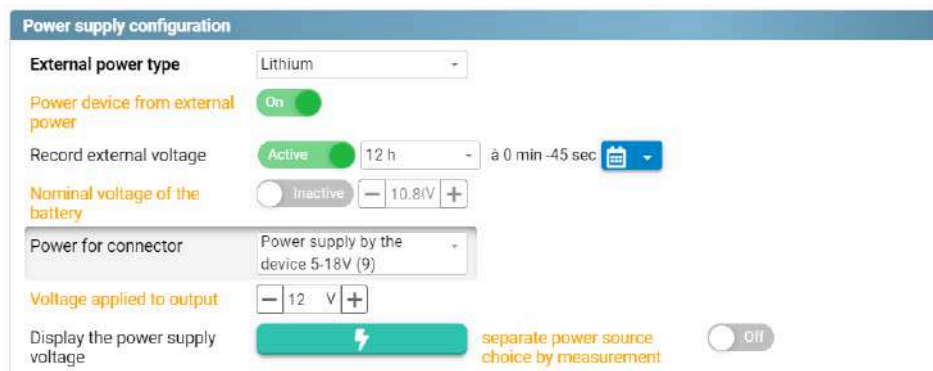 Power supply configuration
External power type Lithium
Power device from external power On
Record external voltage Active 12 h à 0 min -45 sec
Nominal voltage of the battery Inactive 10.8 V
Power for connector Power supply by the device 5-18V (9)
Voltage applied to output 12 V
Display the power supply voltage separate power source choice by measurement Off